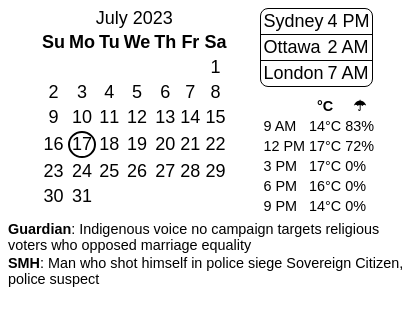 July 2023
Su Mo Tu We Th Fr Sa
1
2 3 4 5 6 7 8
9 10 11 12 13 14 15
16 17 18 19 20 21 22
23 24 25 26 27 28 29
30 31
Sydney 4 PM
Ottawa 2 AM
London 7 AM
°C ☂
9 AM 14°C 83%
12 PM 17°C 72%
3 PM 17°C 0%
6 PM 16°C 0%
9 PM 14°C 0%
Guardian: Indigenous voice no campaign targets religious
voters who opposed marriage equality
SMH: Man who shot himself in police siege Sovereign Citizen,
police suspect